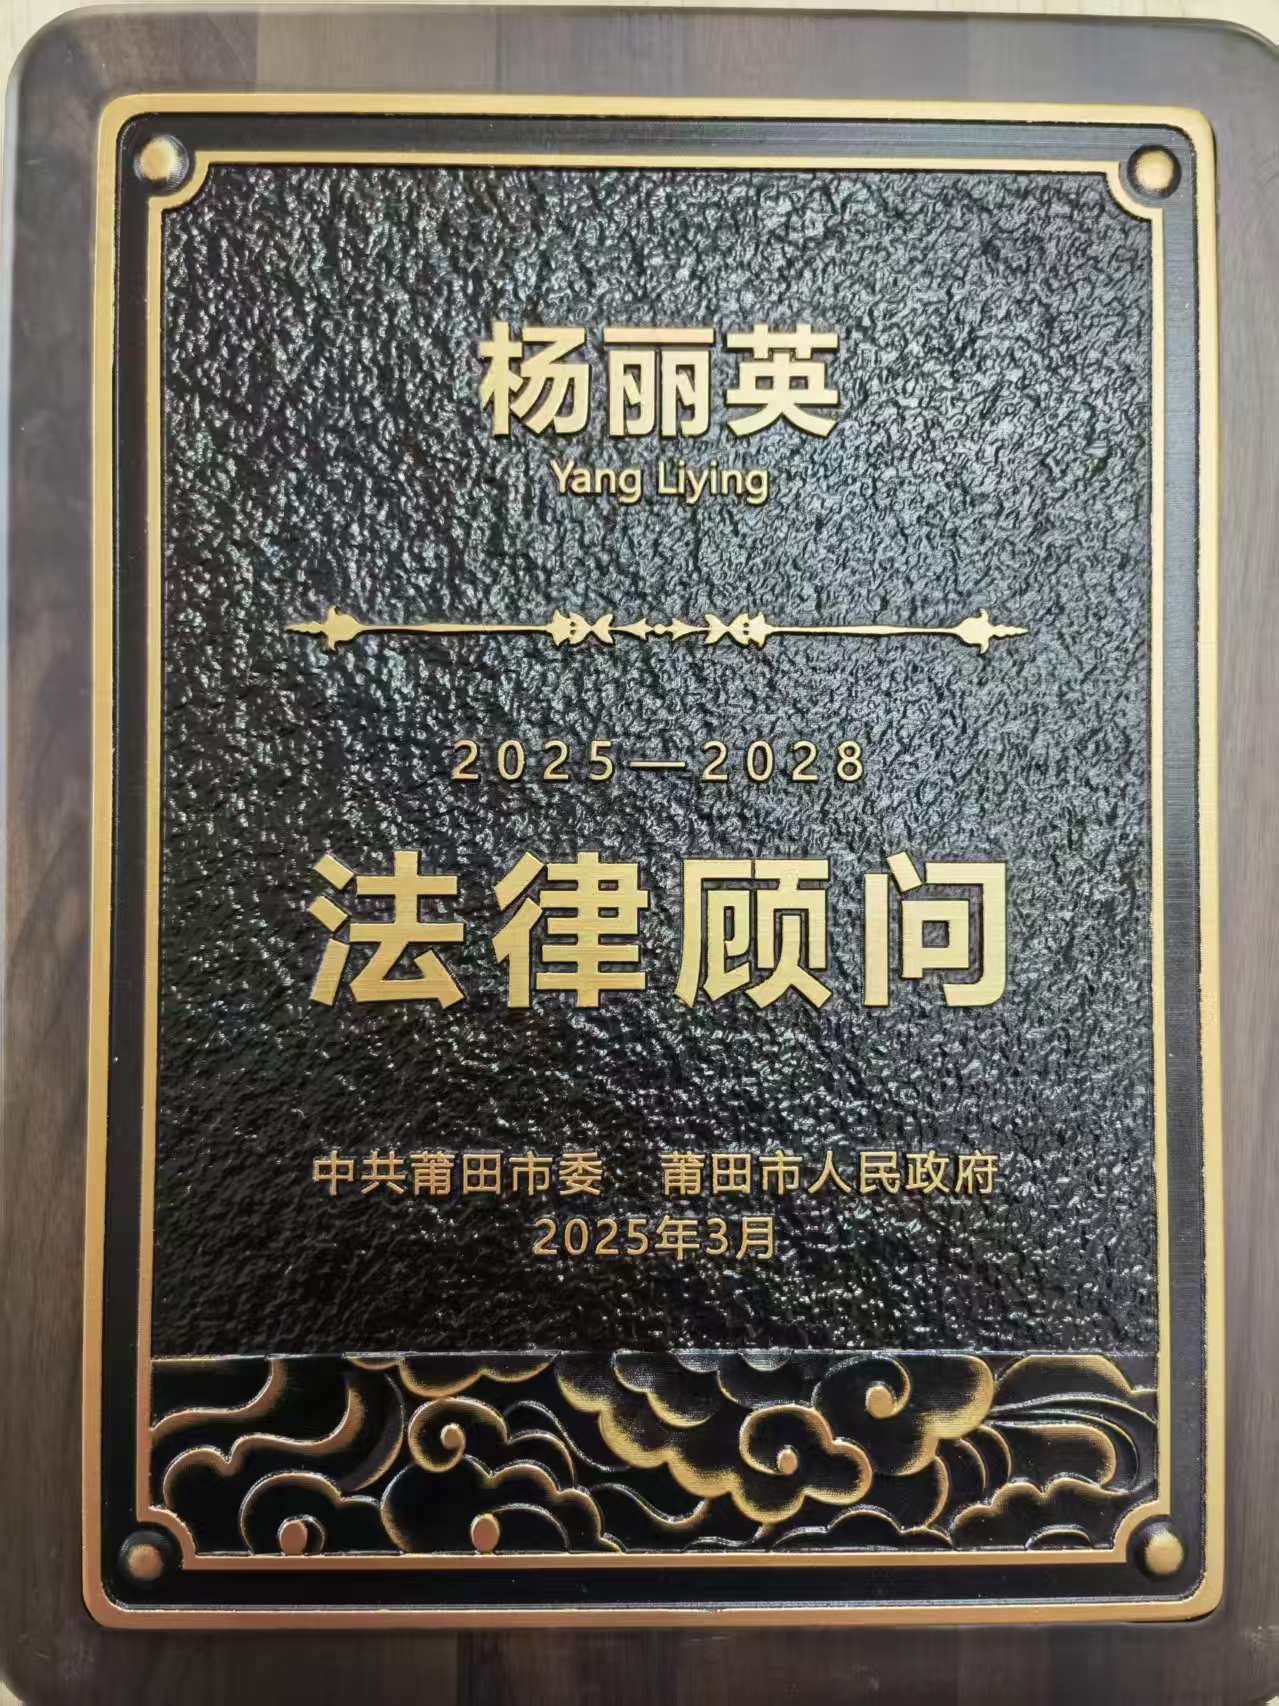 杨丽英
Yang Liying
2025—2028
法律顾问
中共莆田市委 莆田市人民政府
2025年3月